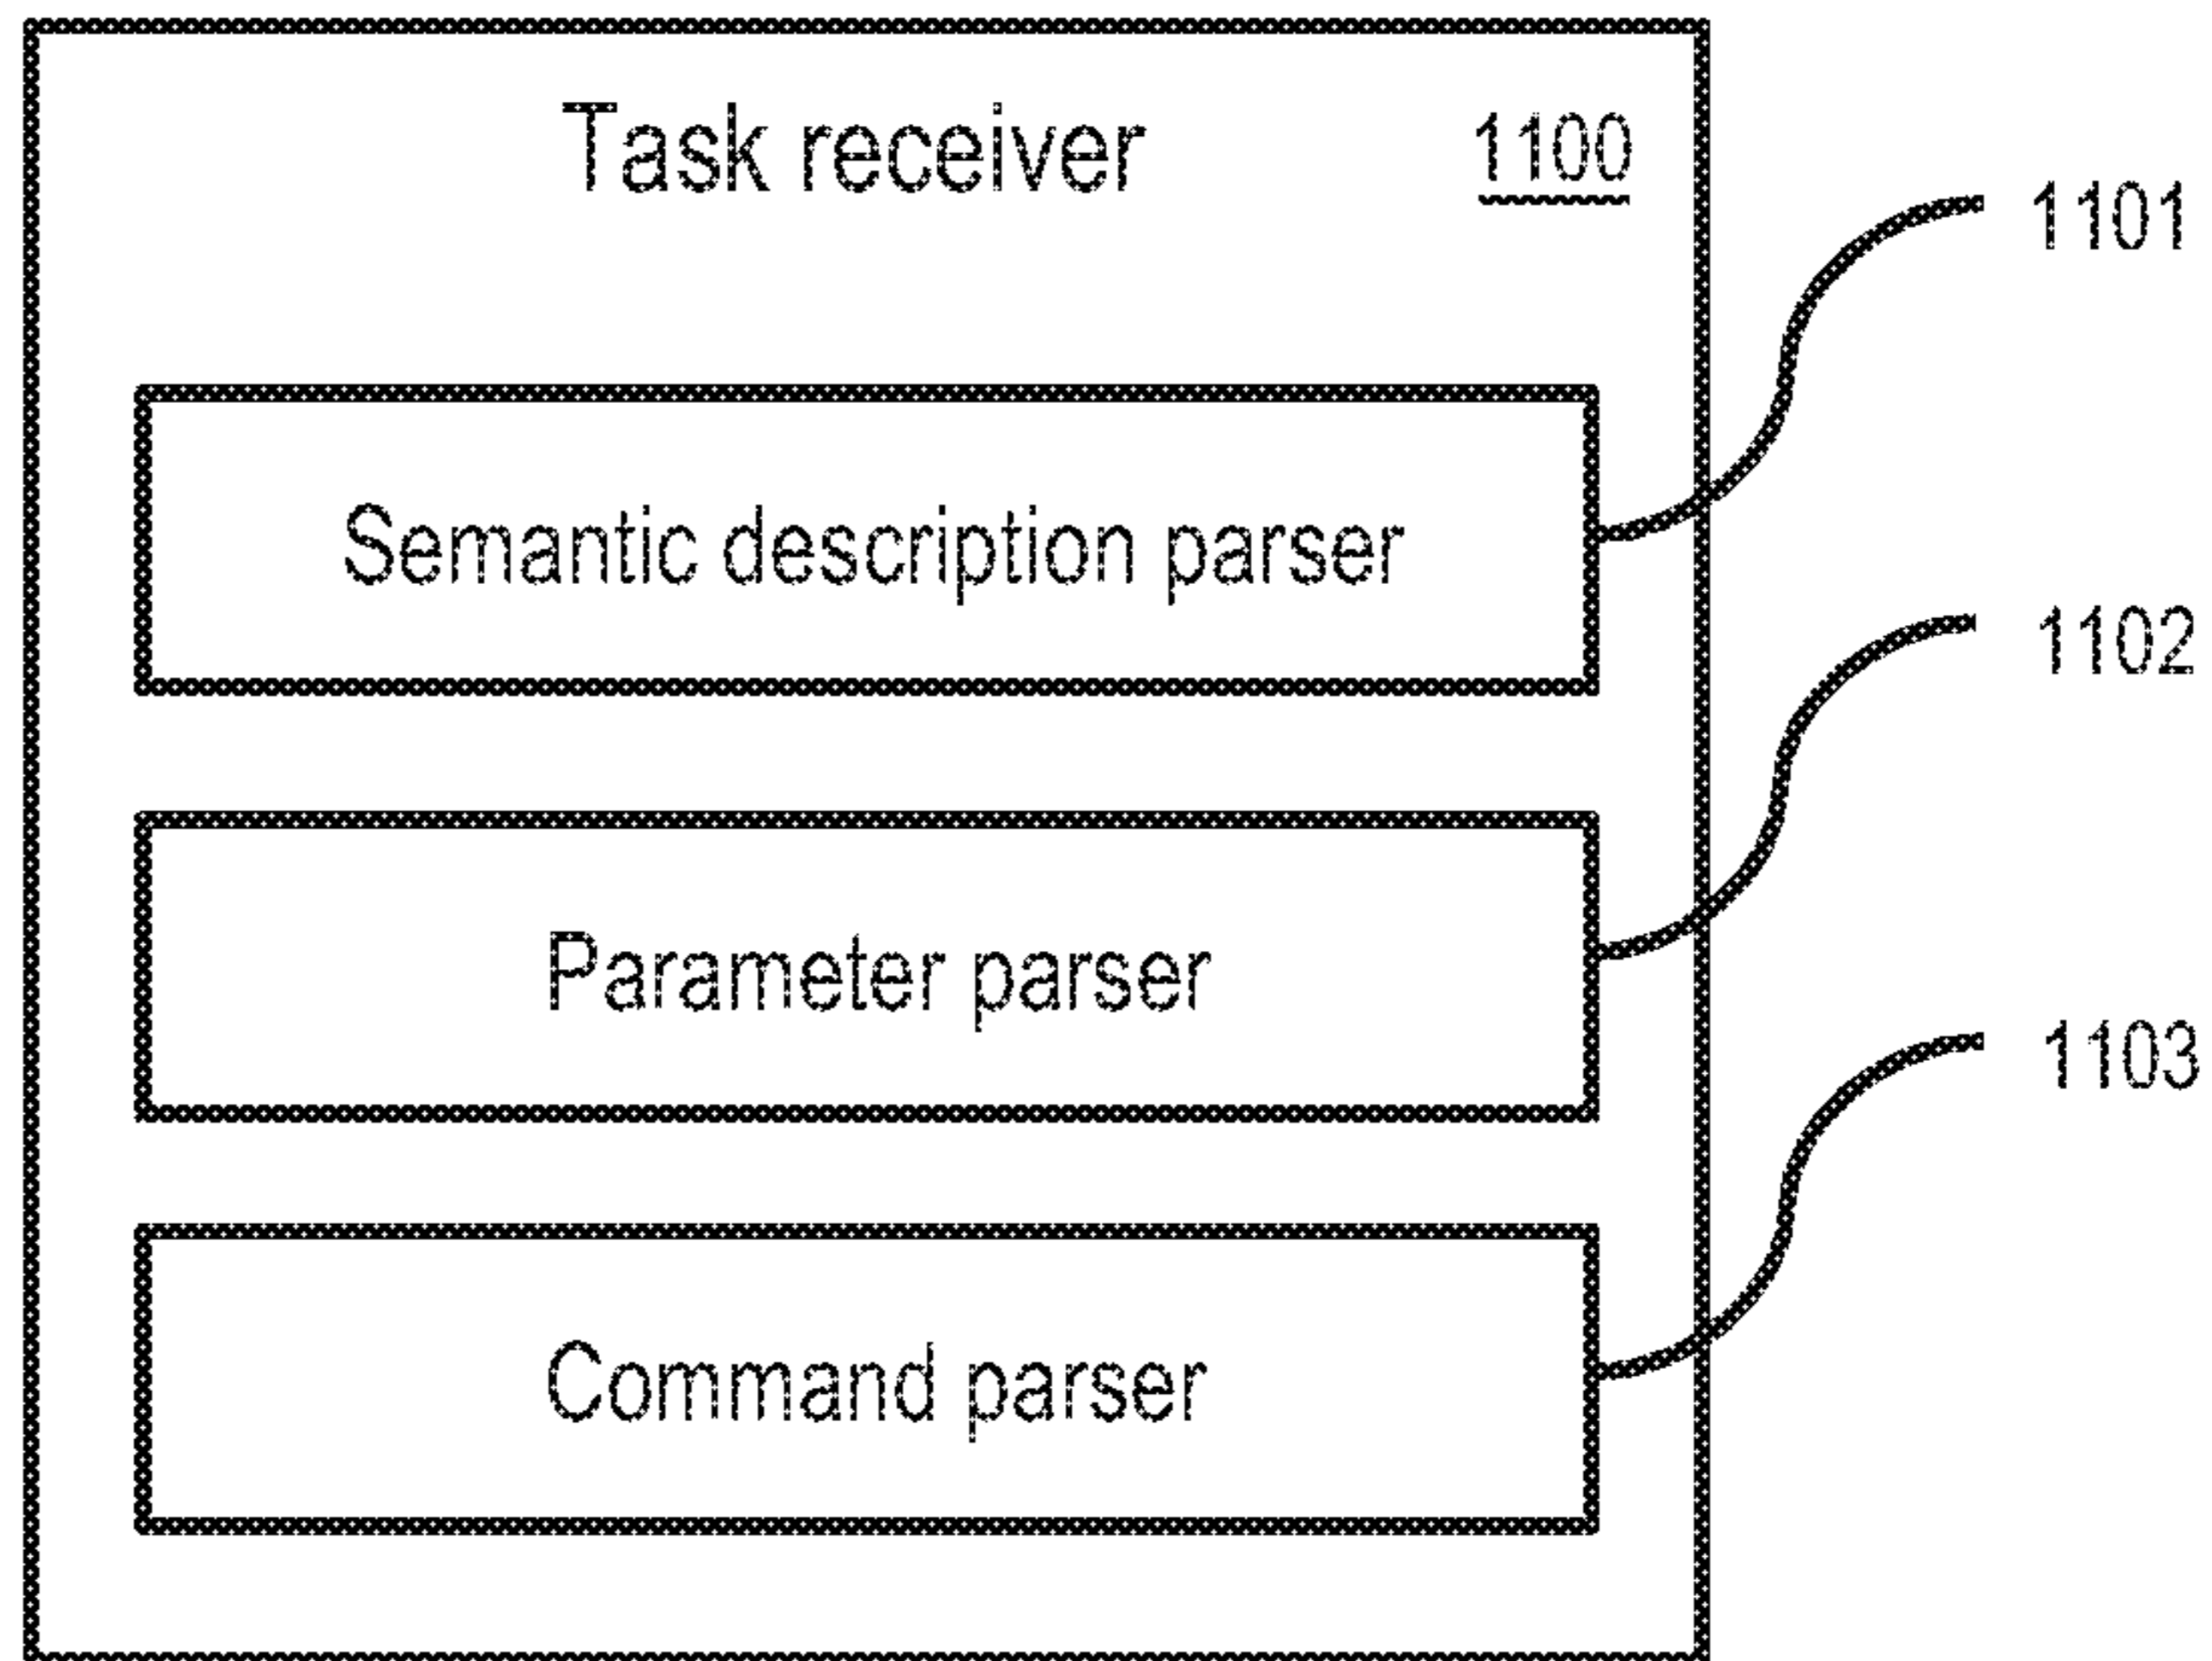 Task receiver 1100
1101
Semantic description parser
1102
Parameter parser
1103
Command parser